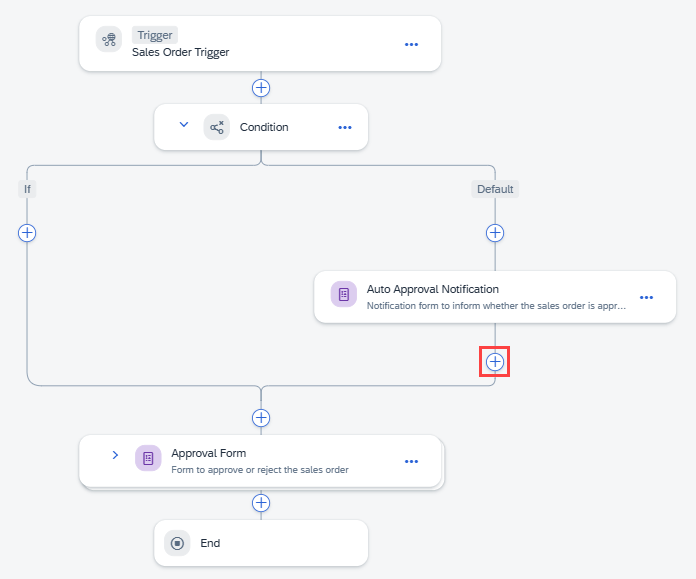 Trigger
Sales Order Trigger
Condition
If
Default
Auto Approval Notification
Notification form to inform whether the sales order is appr...
Approval Form
Form to approve or reject the sales order
End